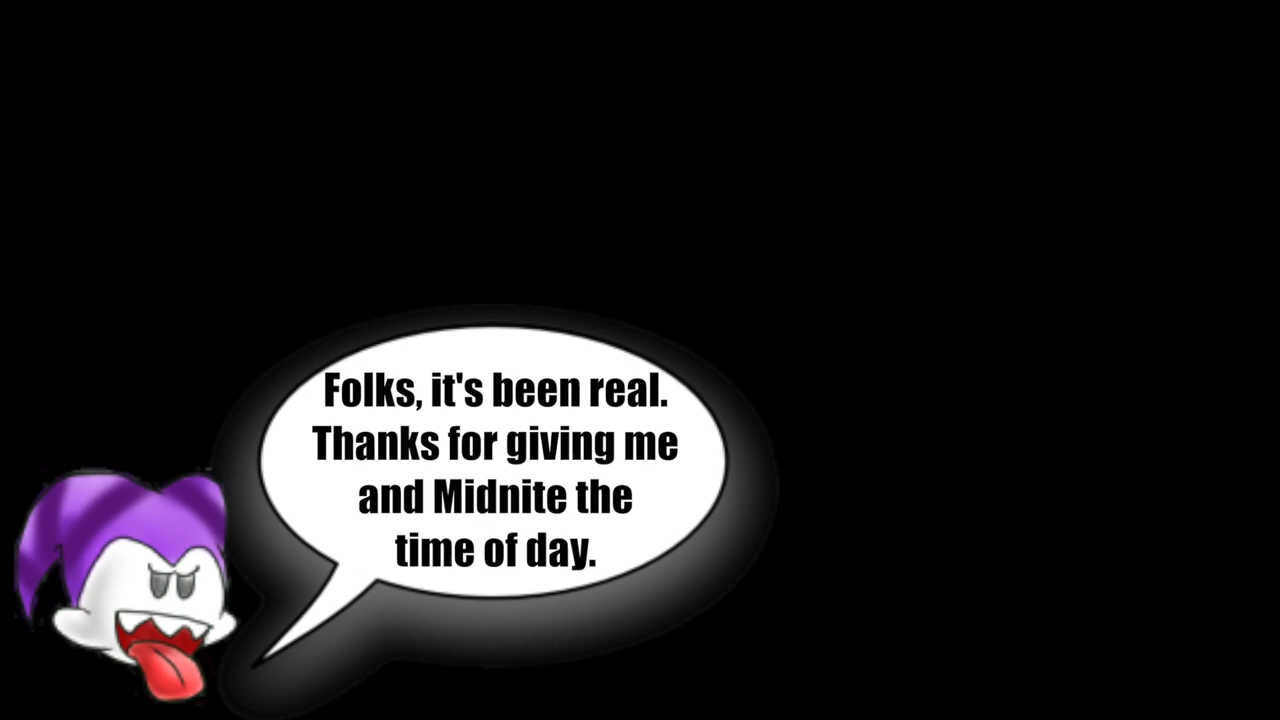 Folks, it's been real.
Thanks for giving me
and Midnite the
time of day.